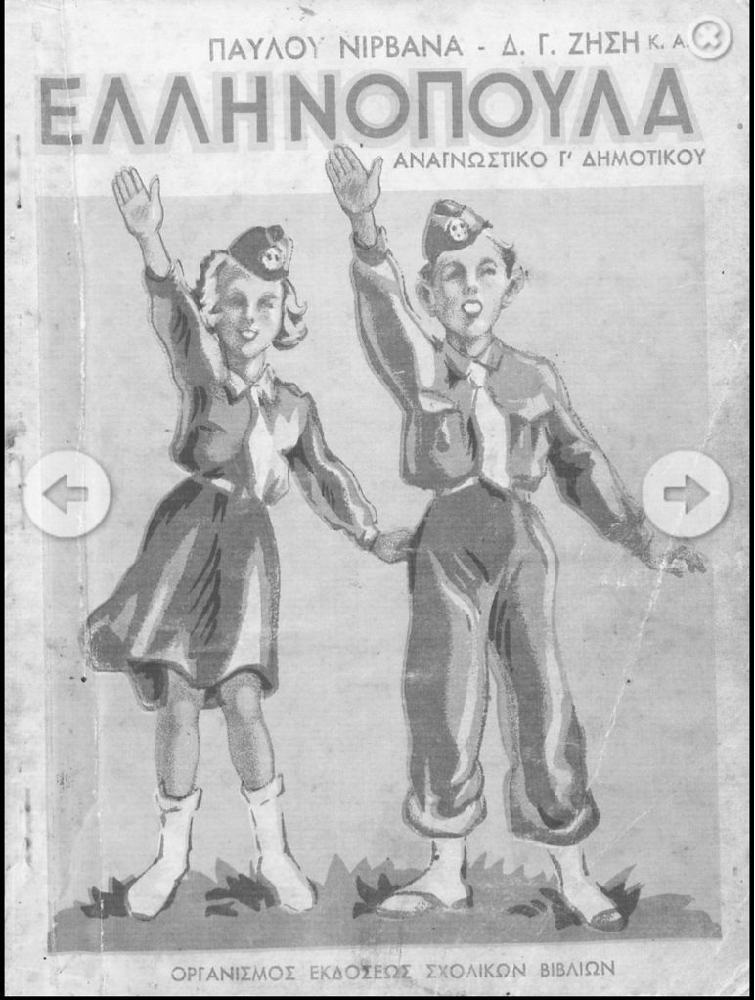 ΠΑΥΛΟΥ ΝΙΡΒΑΝΑ - Δ. Γ. ΖΗΣΗ Κ. Α.
ΕΛΛΗΝΟΠΟΥΛΑ
ΑΝΑΓΝΩΣΤΙΚΟ Γ' ΔΗΜΟΤΙΚΟΥ
ΟΡΓΑΝΙΣΜΟΣ ΕΚΔΟΣΕΩΣ ΣΧΟΛΙΚΩΝ ΒΙΒΛΙΩΝ